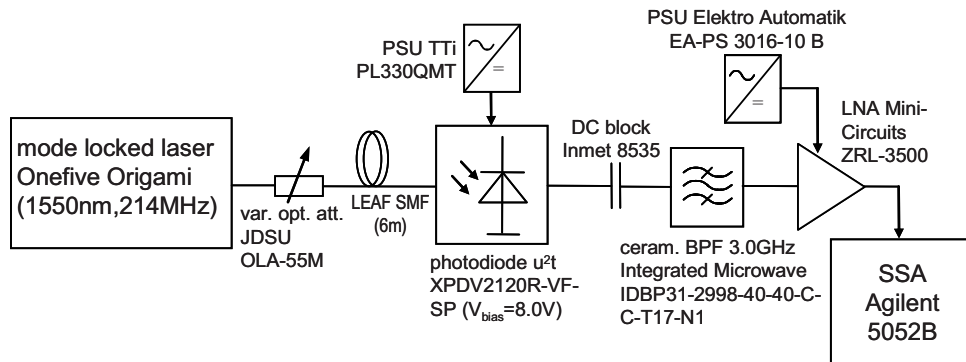 PSU Elektro Automatik
EA-PS 3016-10 B
PSU TTi
PL330QMT
LNA Mini-
Circuits
ZRL-3500
DC block
Inmet 8535
mode locked laser
Onefive Origami
(1550nm,214MHz)
var. opt. att.
JDSU
OLA-55M
LEAF SMF
(6m)
photodiode u²t
XPDV2120R-VF-
SP (Vbias=8.0V)
ceram. BPF 3.0GHz
Integrated Microwave
IDBP31-2998-40-40-C-
C-T17-N1
SSA
Agilent
5052B